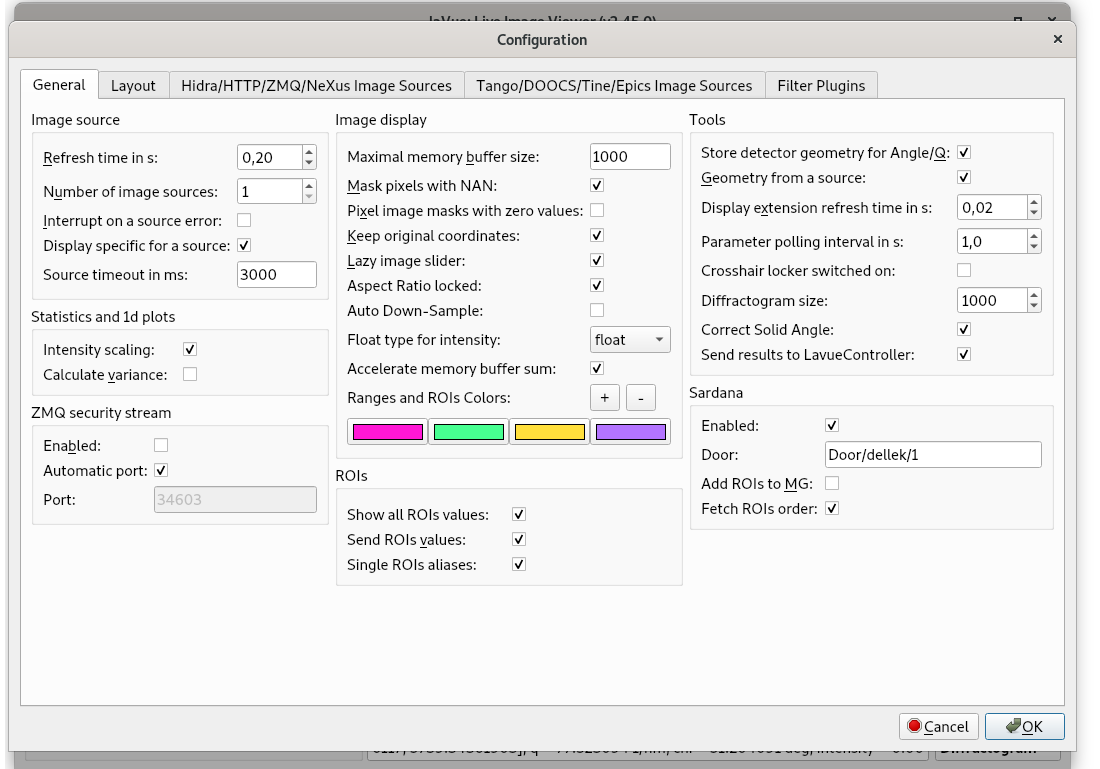 laVue: Live Image Viewer (v2.45.0)
Configuration
General Layout Hidra/HTTP/ZMQ/NeXus Image Sources Tango/DOOCS/Tine/Epics Image Sources Filter Plugins
Image source
Refresh time in s: 0,20
Number of image sources: 1
Interrupt on a source error:
Display specific for a source:
Source timeout in ms: 3000
Statistics and 1d plots
Intensity scaling:
Calculate variance:
ZMQ security stream
Enabled:
Automatic port:
Port: 34603
Image display
Maximal memory buffer size: 1000
Mask pixels with NAN:
Pixel image masks with zero values:
Keep original coordinates:
Lazy image slider:
Aspect Ratio locked:
Auto Down-Sample:
Float type for intensity: float
Accelerate memory buffer sum:
Ranges and ROIs Colors: + -
ROIs
Show all ROIs values:
Send ROIs values:
Single ROIs aliases:
Tools
Store detector geometry for Angle/Q:
Geometry from a source:
Display extension refresh time in s: 0,02
Parameter polling interval in s: 1,0
Crosshair locker switched on:
Diffractogram size: 1000
Correct Solid Angle:
Send results to LavueController:
Sardana
Enabled:
Door: Door/dellek/1
Add ROIs to MG:
Fetch ROIs order:
Cancel OK
Diffractogram